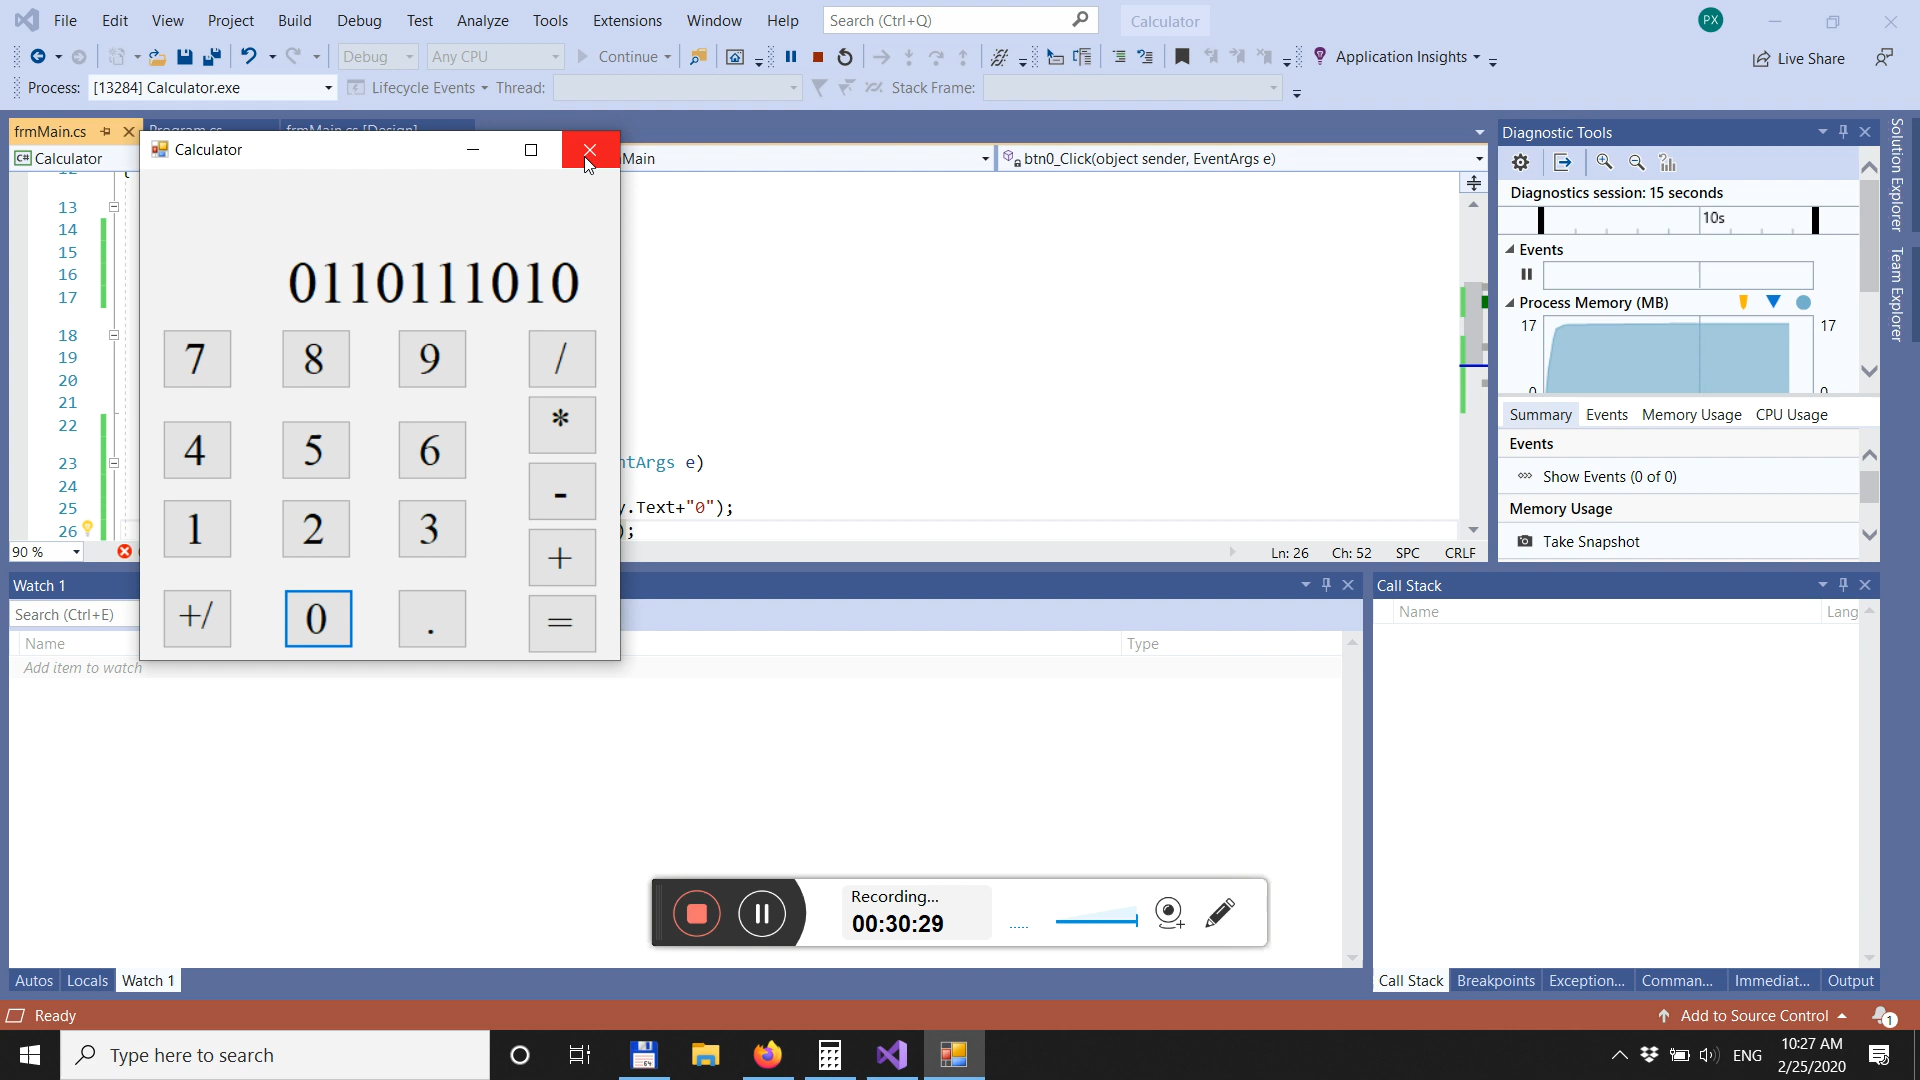 File Edit View Project Build Debug Test Analyze Tools Extensions Window Help Search (Ctrl+Q) Calculator PX
Debug Any CPU Continue Application Insights Live Share
Process: [13284] Calculator.exe Lifecycle Events Thread: Stack Frame:
frmMain.cs Program.cs frmMain.cs [Design] Diagnostic Tools
Calculator Calculator Main btn0_Click(object sender, EventArgs e)
Diagnostics session: 15 seconds
10s
Events
Process Memory (MB)
17 17
0 0
Summary Events Memory Usage CPU Usage
Events
Show Events (0 of 0)
Memory Usage
Take Snapshot
12
13
14
15
16
17
18
19
20
21
22
23
24
25
26
0110111010
7 8 9 /
*
4 5 6
-
1 2 3
+
+/ 0 . =
ntArgs e)
y.Text+"0");
);
90 % Ln: 26 Ch: 52 SPC CRLF
Watch 1 Call Stack
Search (Ctrl+E) Name Lang
Name Type
Add item to watch
Recording...
00:30:29
Autos Locals Watch 1 Call Stack Breakpoints Exception... Comman... Immediat... Output
Ready Add to Source Control 1
Type here to search 64 ENG 10:27 AM
2/25/2020
Solution Explorer
Team Explorer